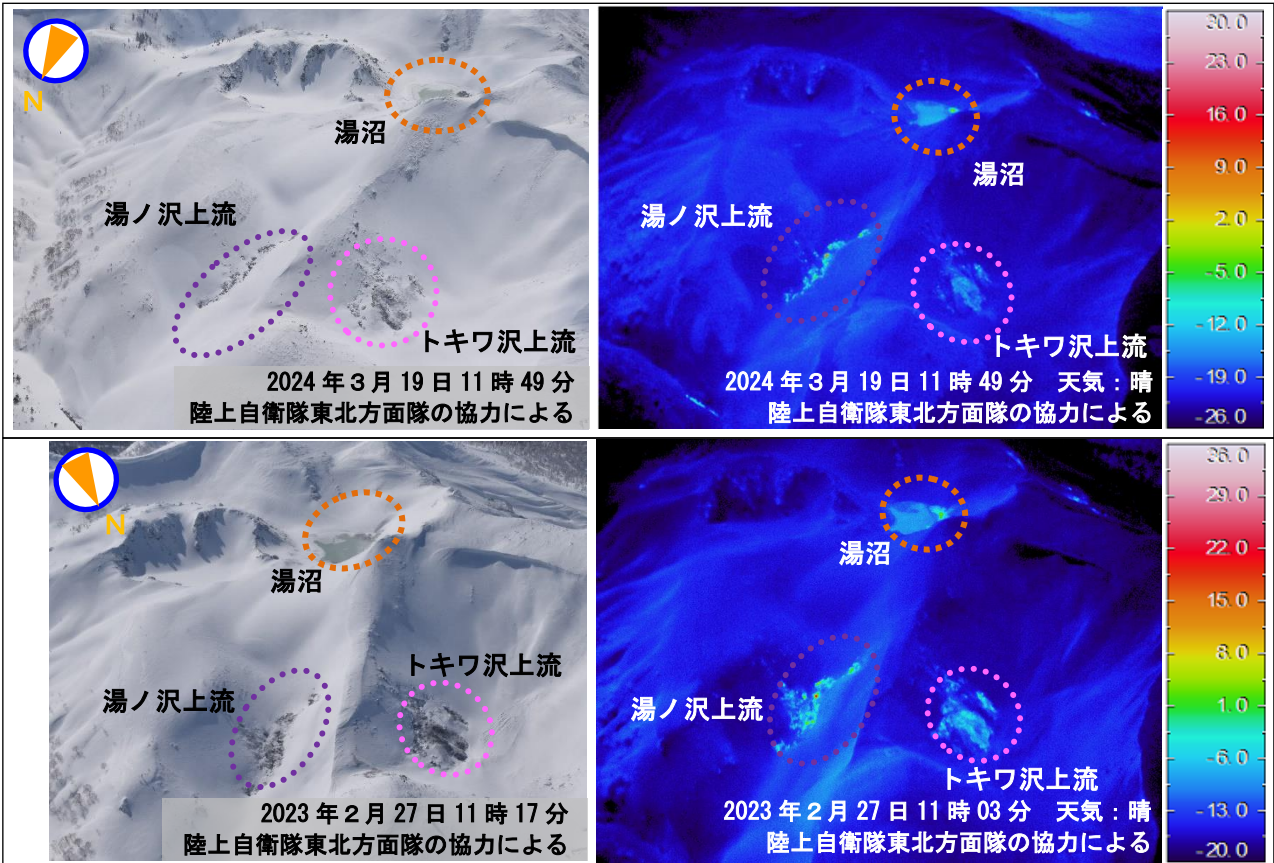 N
湯沼
湯ノ沢上流
トキワ沢上流
2024年3月19日11時49分
陸上自衛隊東北方面隊の協力による
湯沼
湯ノ沢上流
トキワ沢上流
2024年3月19日11時49分　天気：晴
陸上自衛隊東北方面隊の協力による
30.0
23.0
16.0
9.0
2.0
-5.0
-12.0
-19.0
-26.0
N
湯沼
トキワ沢上流
湯ノ沢上流
2023年2月27日11時17分
陸上自衛隊東北方面隊の協力による
湯沼
湯ノ沢上流
トキワ沢上流
2023年2月27日11時03分　天気：晴
陸上自衛隊東北方面隊の協力による
36.0
29.0
22.0
15.0
8.0
1.0
-6.0
-13.0
-20.0